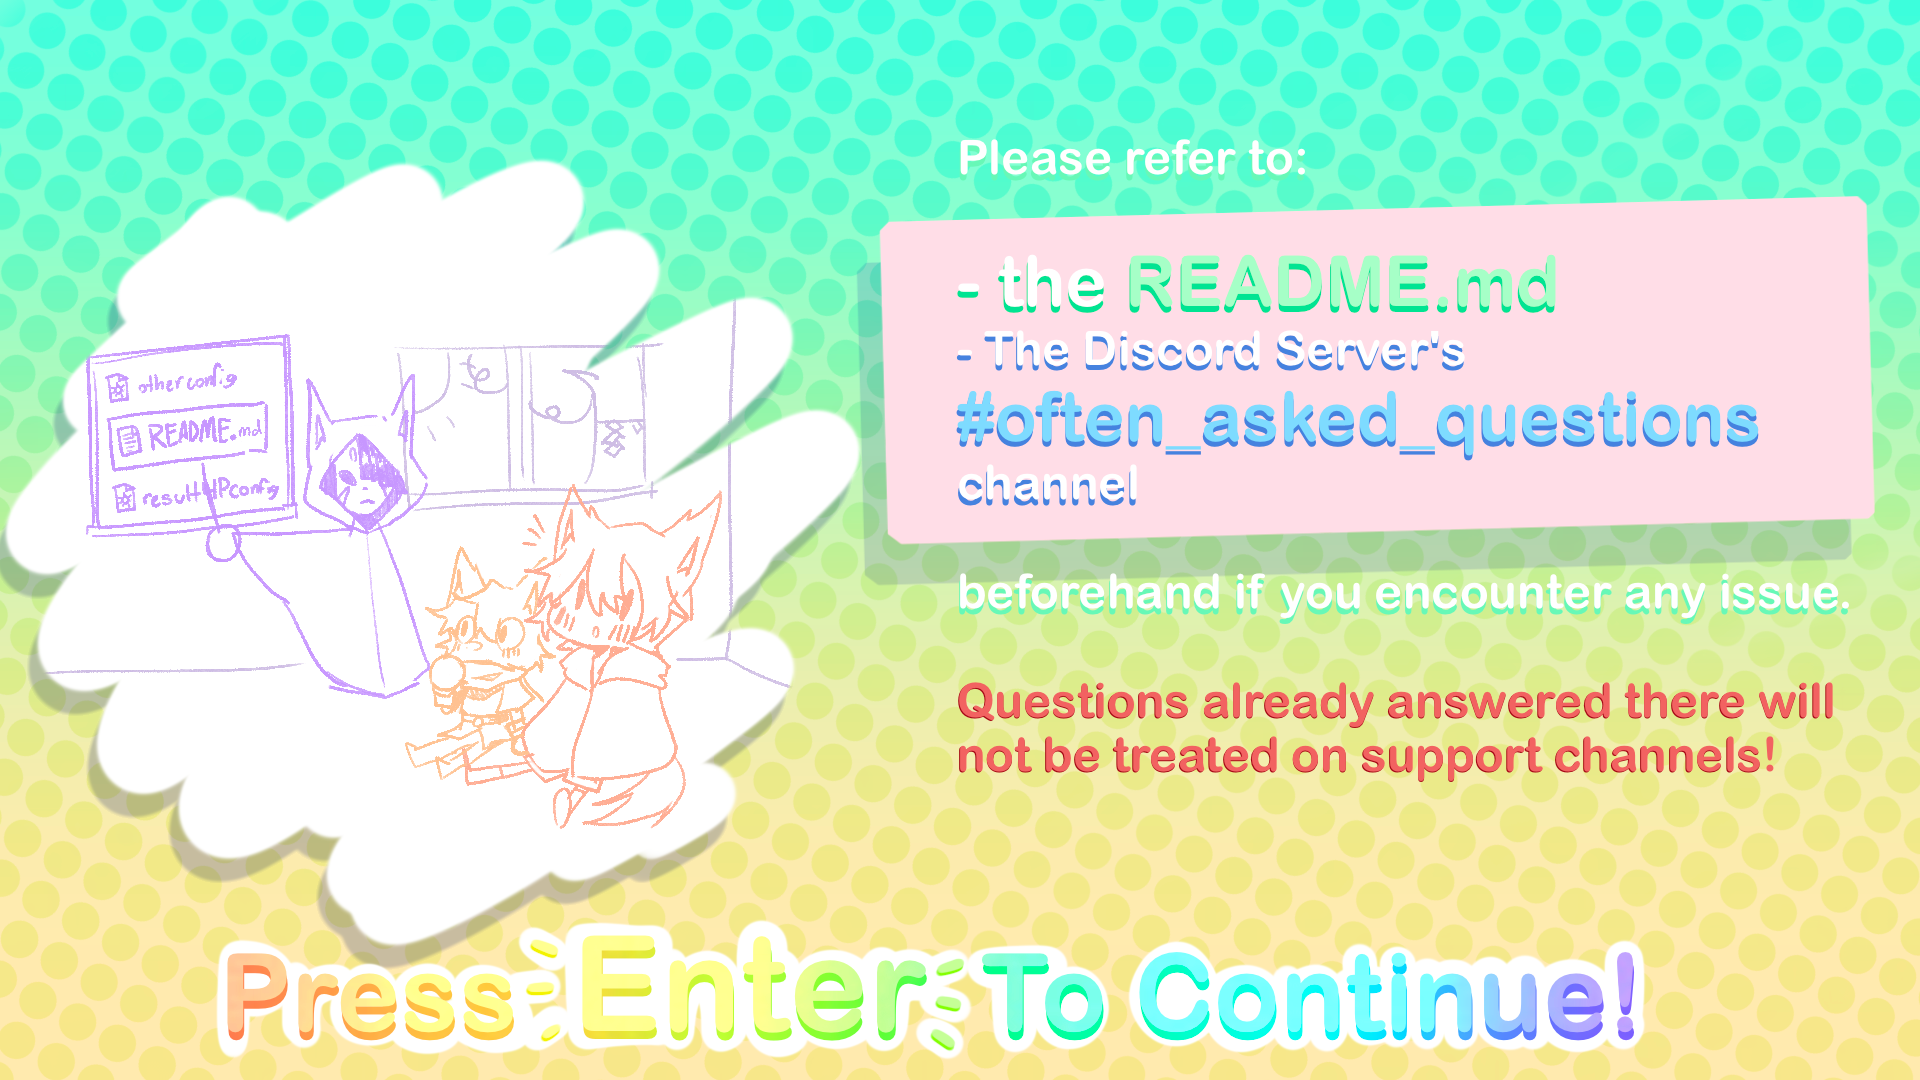 Please refer to:
- the README.md
- The Discord Server's
#often_asked_questions
channel
beforehand if you encounter any issue.
Questions already answered there will
not be treated on support channels!
other config
README.md
Press Enter To Continue!